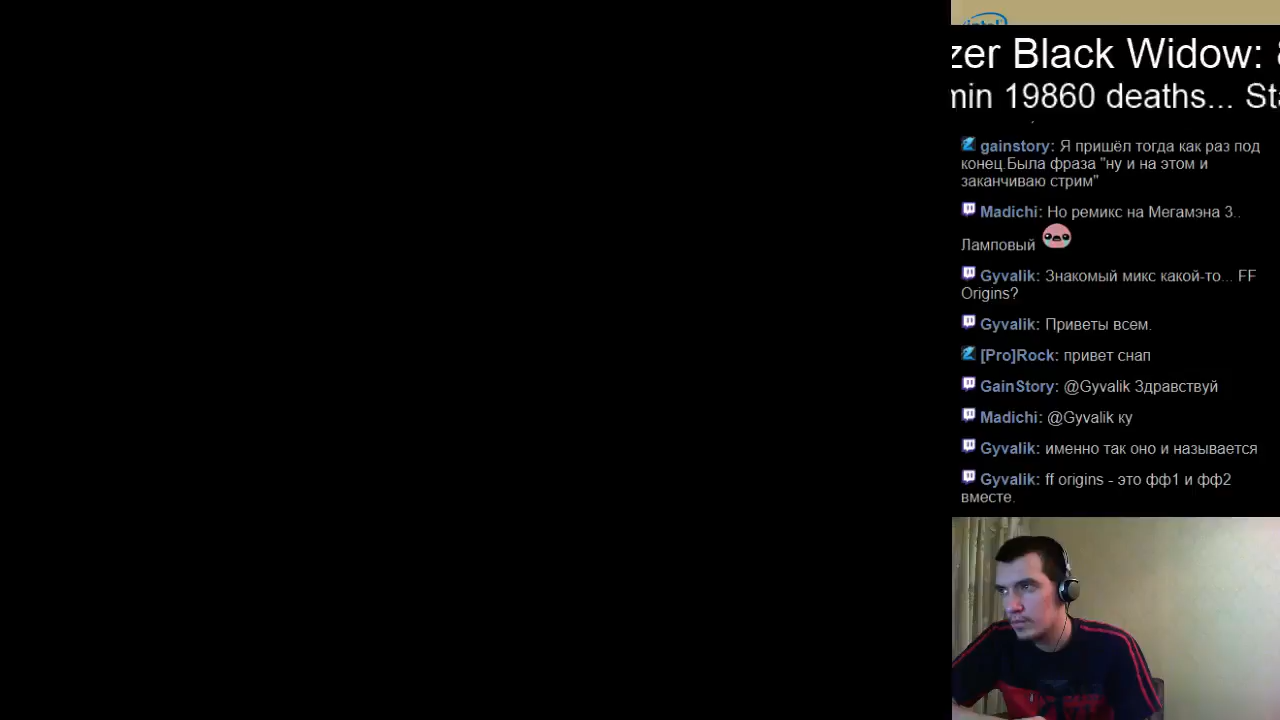 intel
zer Black Widow:
min 19860 deaths... Sta
gainstory: Я пришёл тогда как раз под
конец.Была фраза "ну и на этом и
заканчиваю стрим"
Madichi: Но ремикс на Мегамэна 3..
Ламповый
Gyvalik: Знакомый микс какой-то... FF
Origins?
Gyvalik: Приветы всем.
[Pro]Rock: привет снап
GainStory: @Gyvalik Здравствуй
Madichi: @Gyvalik ку
Gyvalik: именно так оно и называется
Gyvalik: ff origins - это фф1 и фф2
вместе.